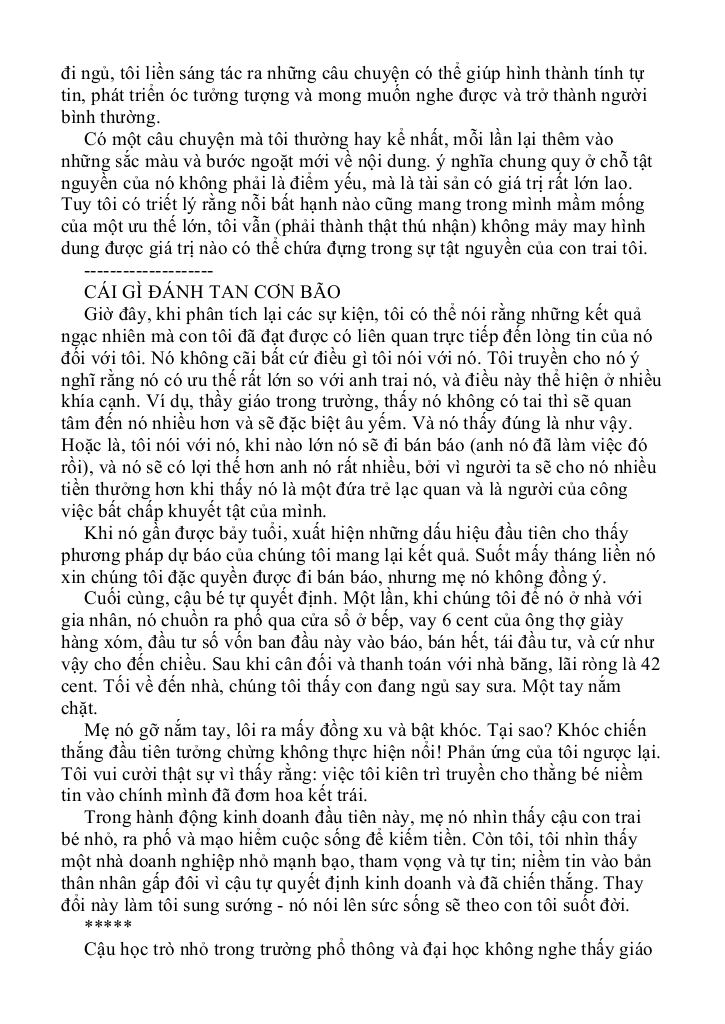 đi ngủ, tôi liền sáng tác ra những câu chuyện có thể giúp hình thành tính tự
tin, phát triển óc tưởng tượng và mong muốn nghe được và trở thành người
bình thường.
Có một câu chuyện mà tôi thường hay kể nhất, mỗi lần lại thêm vào
những sắc màu và bước ngoặt mới về nội dung. ý nghĩa chung quy ở chỗ tật
nguyền của nó không phải là điểm yếu, mà là tài sản có giá trị rất lớn lao.
Tuy tôi có triết lý rằng nỗi bất hạnh nào cũng mang trong mình mầm mống
của một ưu thế lớn, tôi vẫn (phải thành thật thú nhận) không mảy may hình
dung được giá trị nào có thể chứa đựng trong sự tật nguyền của con trai tôi.
--------------------
CÁI GÌ ĐÁNH TAN CƠN BÃO
Giờ đây, khi phân tích lại các sự kiện, tôi có thể nói rằng những kết quả
ngạc nhiên mà con tôi đã đạt được có liên quan trực tiếp đến lòng tin của nó
đối với tôi. Nó không cãi bất cứ điều gì tôi nói với nó. Tôi truyền cho nó ý
nghĩ rằng nó có ưu thế rất lớn so với anh trai nó, và điều này thể hiện ở nhiều
khía cạnh. Ví dụ, thầy giáo trong trường, thấy nó không có tai thì sẽ quan
tâm đến nó nhiều hơn và sẽ đặc biệt âu yếm. Và nó thấy đúng là như vậy.
Hoặc là, tôi nói với nó, khi nào lớn nó sẽ đi bán báo (anh nó đã làm việc đó
rồi), và nó sẽ có lợi thế hơn anh nó rất nhiều, bởi vì người ta sẽ cho nó nhiều
tiền thưởng hơn khi thấy nó là một đứa trẻ lạc quan và là người của công
việc bất chấp khuyết tật của mình.
Khi nó gần được bảy tuổi, xuất hiện những dấu hiệu đầu tiên cho thấy
phương pháp dự báo của chúng tôi mang lại kết quả. Suốt mấy tháng liền nó
xin chúng tôi đặc quyền được đi bán báo, nhưng mẹ nó không đồng ý.
Cuối cùng, cậu bé tự quyết định. Một lần, khi chúng tôi để nó ở nhà với
gia nhân, nó chuồn ra phố qua cửa sổ ở bếp, vay 6 cent của ông thợ giày
hàng xóm, đầu tư số vốn ban đầu này vào báo, bán hết, tái đầu tư, và cứ như
vậy cho đến chiều. Sau khi cân đối và thanh toán với nhà băng, lãi ròng là 42
cent. Tối về đến nhà, chúng tôi thấy con đang ngủ say sưa. Một tay nắm
chặt.
Mẹ nó gỡ nắm tay, lôi ra mấy đồng xu và bật khóc. Tại sao? Khóc chiến
thắng đầu tiên tưởng chừng không thực hiện nổi! Phản ứng của tôi ngược lại.
Tôi vui cười thật sự vì thấy rằng: việc tôi kiên trì truyền cho thằng bé niềm
tin vào chính mình đã đơm hoa kết trái.
Trong hành động kinh doanh đầu tiên này, mẹ nó nhìn thấy cậu con trai
bé nhỏ, ra phố và mạo hiểm cuộc sống để kiếm tiền. Còn tôi, tôi nhìn thấy
một nhà doanh nghiệp nhỏ mạnh bạo, tham vọng và tự tin; niềm tin vào bản
thân nhân gấp đôi vì cậu tự quyết định kinh doanh và đã chiến thắng. Thay
đổi này làm tôi sung sướng - nó nói lên sức sống sẽ theo con tôi suốt đời.
*****
Cậu học trò nhỏ trong trường phổ thông và đại học không nghe thấy giáo